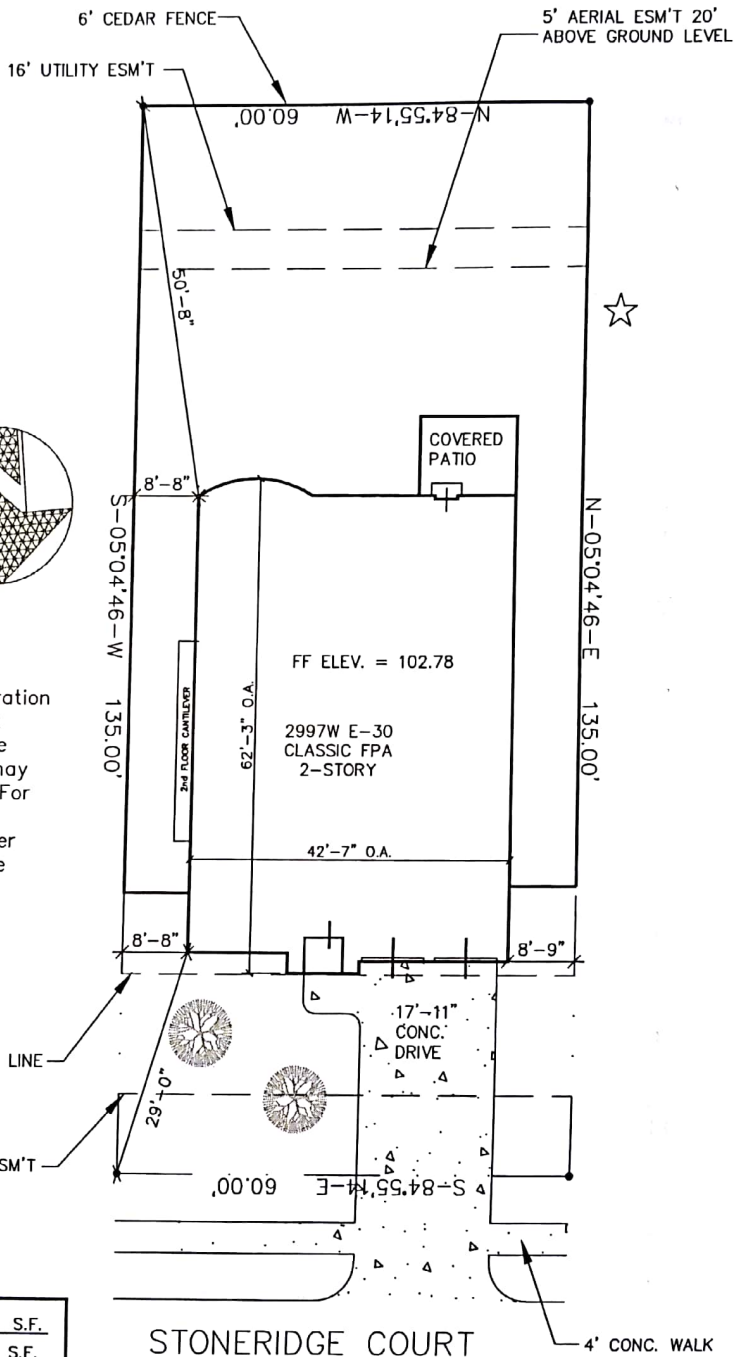 6' CEDAR FENCE
5' AERIAL ESM'T 20'
ABOVE GROUND LEVEL
16' UTILITY ESM'T
N-84°55'14-W 60.00'
50'-8"
COVERED
PATIO
8'-8"
S-05°04'46-W 135.00'
N-05°04'46-E 135.00'
FF ELEV. = 102.78
2997W E-30
CLASSIC FPA
2-STORY
2nd FLOOR CANTILEVER
62'-3" O.A.
42'-7" O.A.
ration
e
may
For
er
e
8'-8"
8'-9"
17'-11"
CONC.
DRIVE
LINE
29'-0"
SM'T
S-84°55'14-E 60.00'
S.F.
S.F.
STONERIDGE COURT
4' CONC. WALK